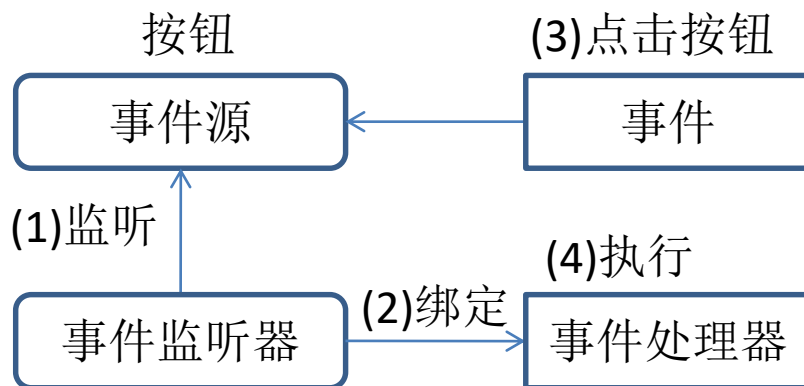 按钮
(3)点击按钮
事件源
事件
(1)监听
(4)执行
(2)绑定
事件监听器
事件处理器